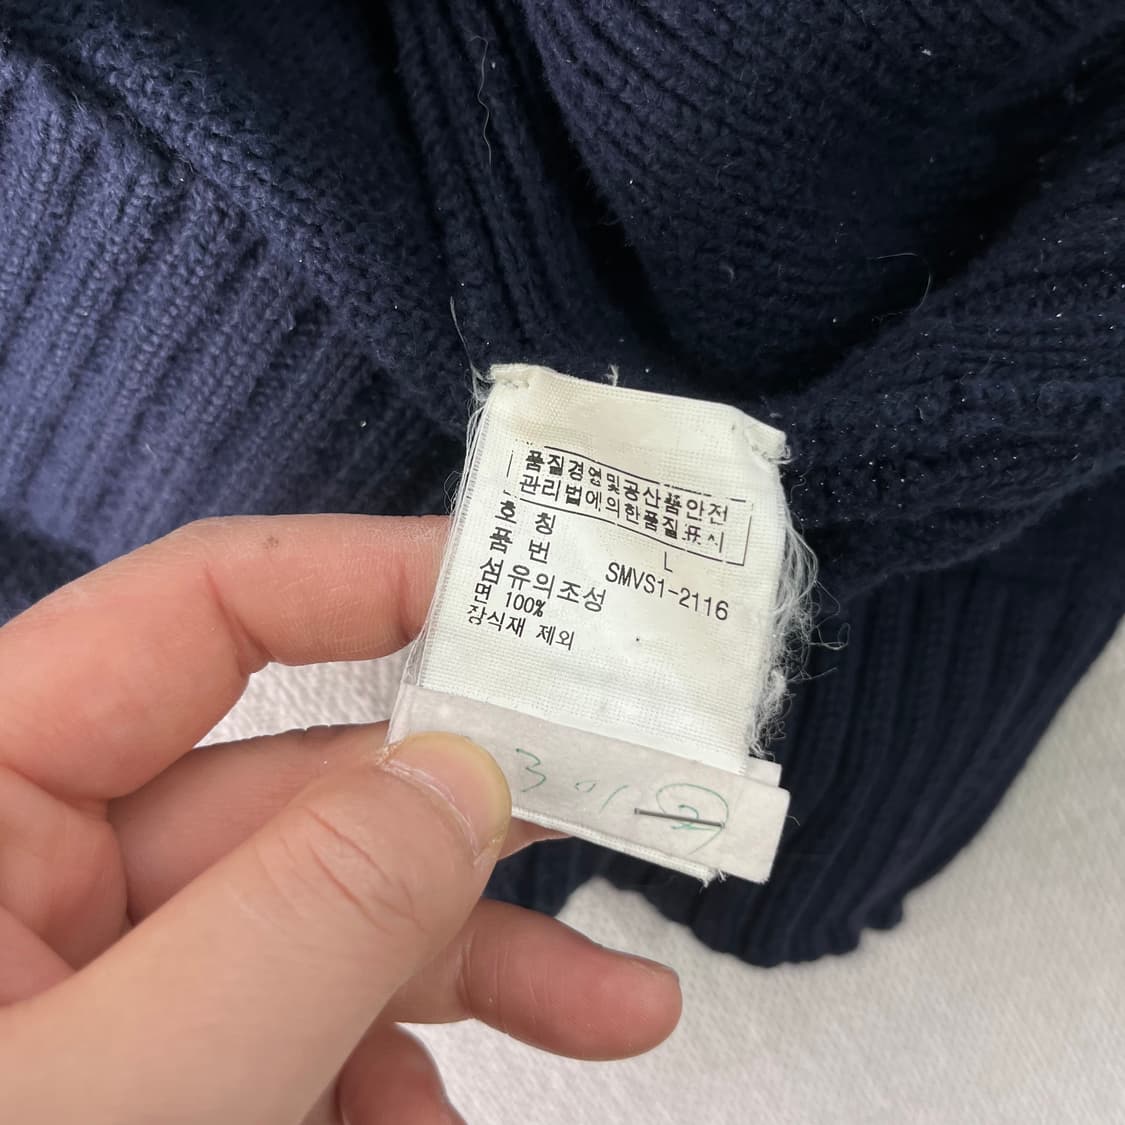 품질경영및공산품안전
관리법에의한품질표시
호 칭 L
품 번 SMVS1-2116
섬유의조성
면 100%
장식재 제외